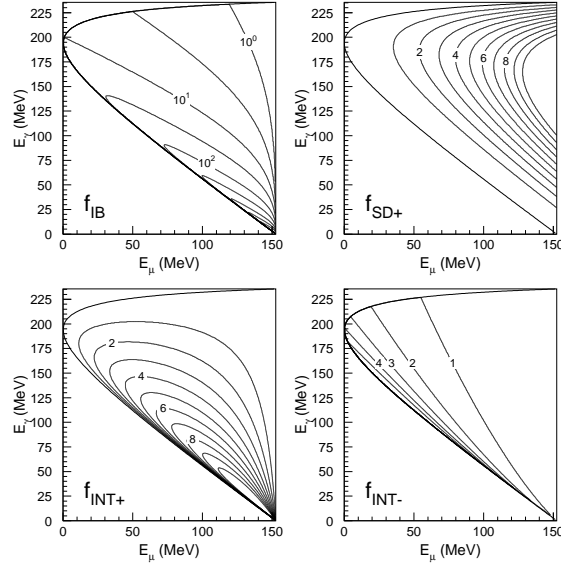 E_γ (MeV)
225
200
175
150
125
100
75
50
25
0
10^0
10^1
10^2
f_IB
0 50 100 150
E_μ (MeV)
E_γ (MeV)
225
200
175
150
125
100
75
50
25
0
2 4 6 8
f_SD+
0 50 100 150
E_μ (MeV)
E_γ (MeV)
225
200
175
150
125
100
75
50
25
0
2
4
6
8
f_INT+
0 50 100 150
E_μ (MeV)
E_γ (MeV)
225
200
175
150
125
100
75
50
25
0
4 3 2 1
f_INT-
0 50 100 150
E_μ (MeV)